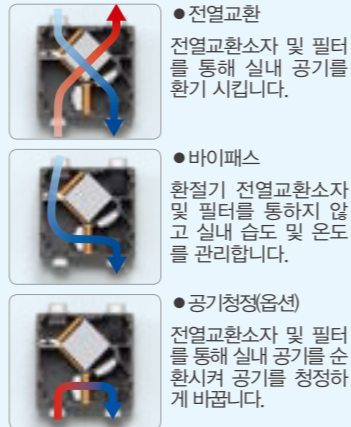 ●전열교환
전열교환소자 및 필터
를 통해 실내 공기를
환기 시킵니다.
●바이패스
환절기 전열교환소자
및 필터를 통하지 않
고 실내 습도 및 온도
를 관리합니다.
●공기청정(옵션)
전열교환소자 및 필터
를 통해 실내 공기를 순
환시켜 공기를 청정하
게 바꿉니다.